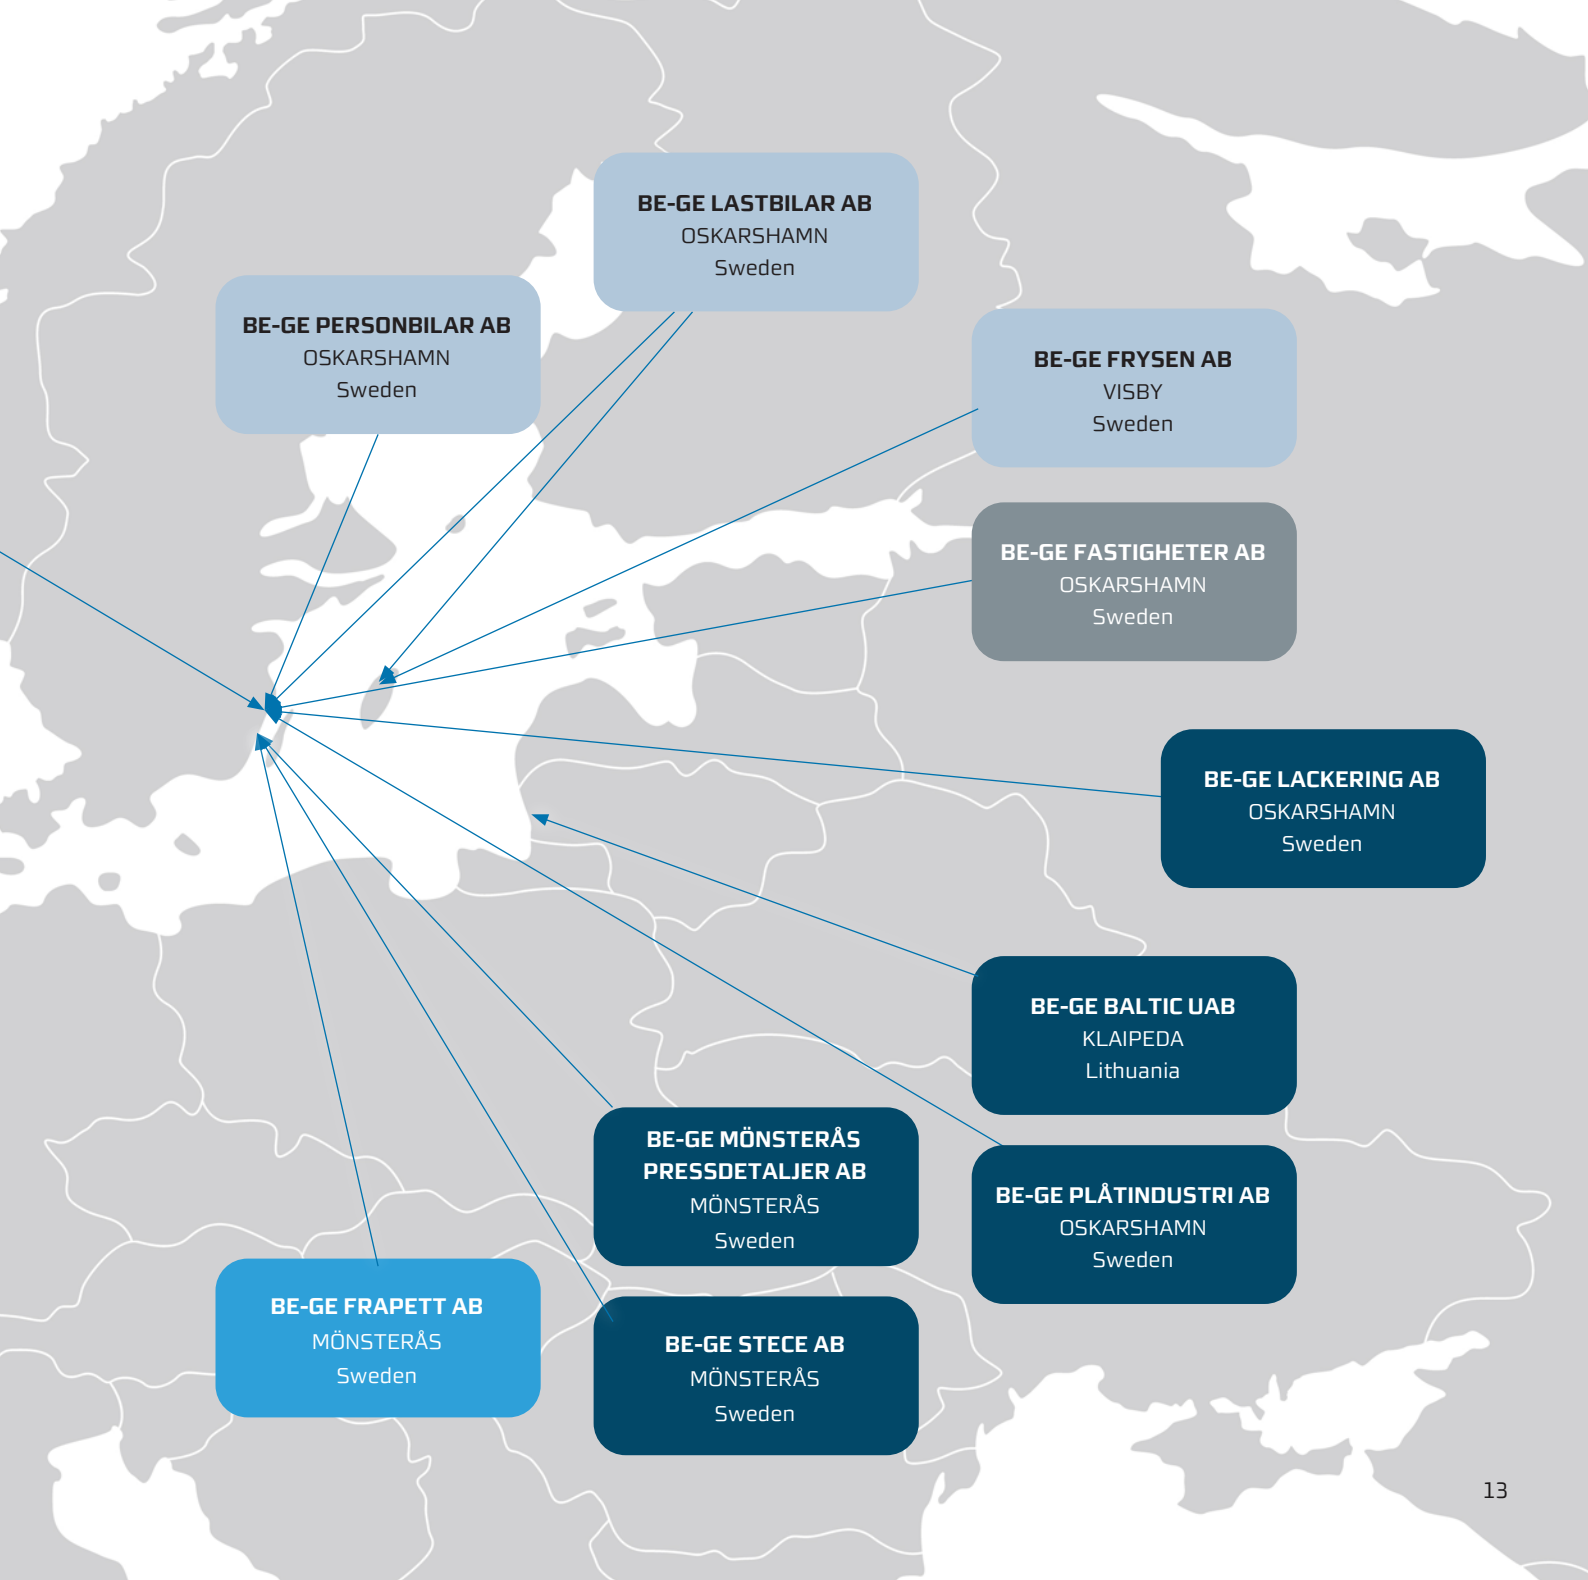 BE-GE LASTBILAR AB
OSKARSHAMN
Sweden
BE-GE PERSONBILAR AB
OSKARSHAMN
Sweden
BE-GE FRYSEN AB
VISBY
Sweden
BE-GE FASTIGHETER AB
OSKARSHAMN
Sweden
BE-GE LACKERING AB
OSKARSHAMN
Sweden
BE-GE BALTIC UAB
KLAIPEDA
Lithuania
BE-GE MÖNSTERÅS
PRESSDETALJER AB
MÖNSTERÅS
Sweden
BE-GE PLÅTINDUSTRI AB
OSKARSHAMN
Sweden
BE-GE FRAPETT AB
MÖNSTERÅS
Sweden
BE-GE STECE AB
MÖNSTERÅS
Sweden
13